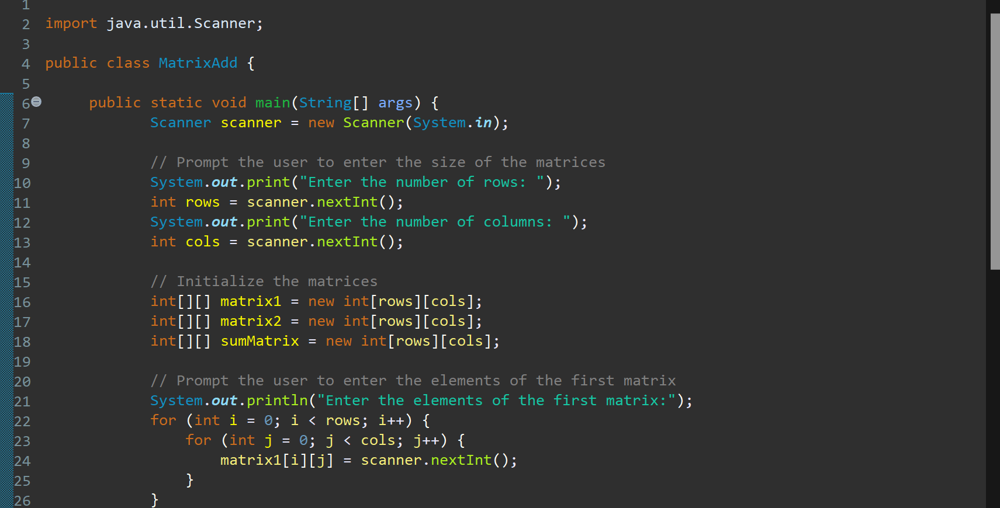 1
2 import java.util.Scanner;
3
4 public class MatrixAdd {
5
6 public static void main(String[] args) {
7 Scanner scanner = new Scanner(System.in);
8
9 // Prompt the user to enter the size of the matrices
10 System.out.print("Enter the number of rows: ");
11 int rows = scanner.nextInt();
12 System.out.print("Enter the number of columns: ");
13 int cols = scanner.nextInt();
14
15 // Initialize the matrices
16 int[][] matrix1 = new int[rows][cols];
17 int[][] matrix2 = new int[rows][cols];
18 int[][] sumMatrix = new int[rows][cols];
19
20 // Prompt the user to enter the elements of the first matrix
21 System.out.println("Enter the elements of the first matrix:");
22 for (int i = 0; i < rows; i++) {
23 for (int j = 0; j < cols; j++) {
24 matrix1[i][j] = scanner.nextInt();
25 }
26 }